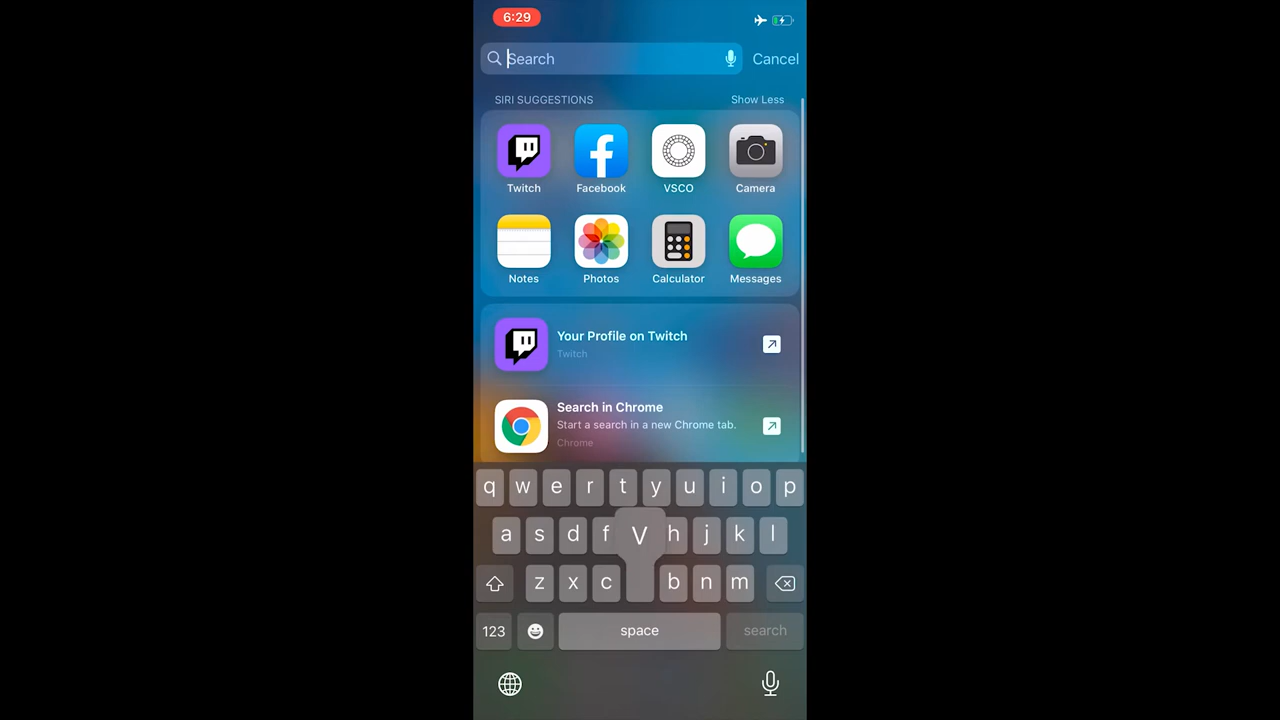 6:29
Search
Cancel
SIRI SUGGESTIONS
Show Less
Twitch
Facebook
VSCO
Camera
Notes
Photos
Calculator
Messages
Your Profile on Twitch
Twitch
Search in Chrome
Start a search in a new Chrome tab.
Chrome
q w e r t y u i o p
a s d f V h j k l
z x c b n m
123 space search